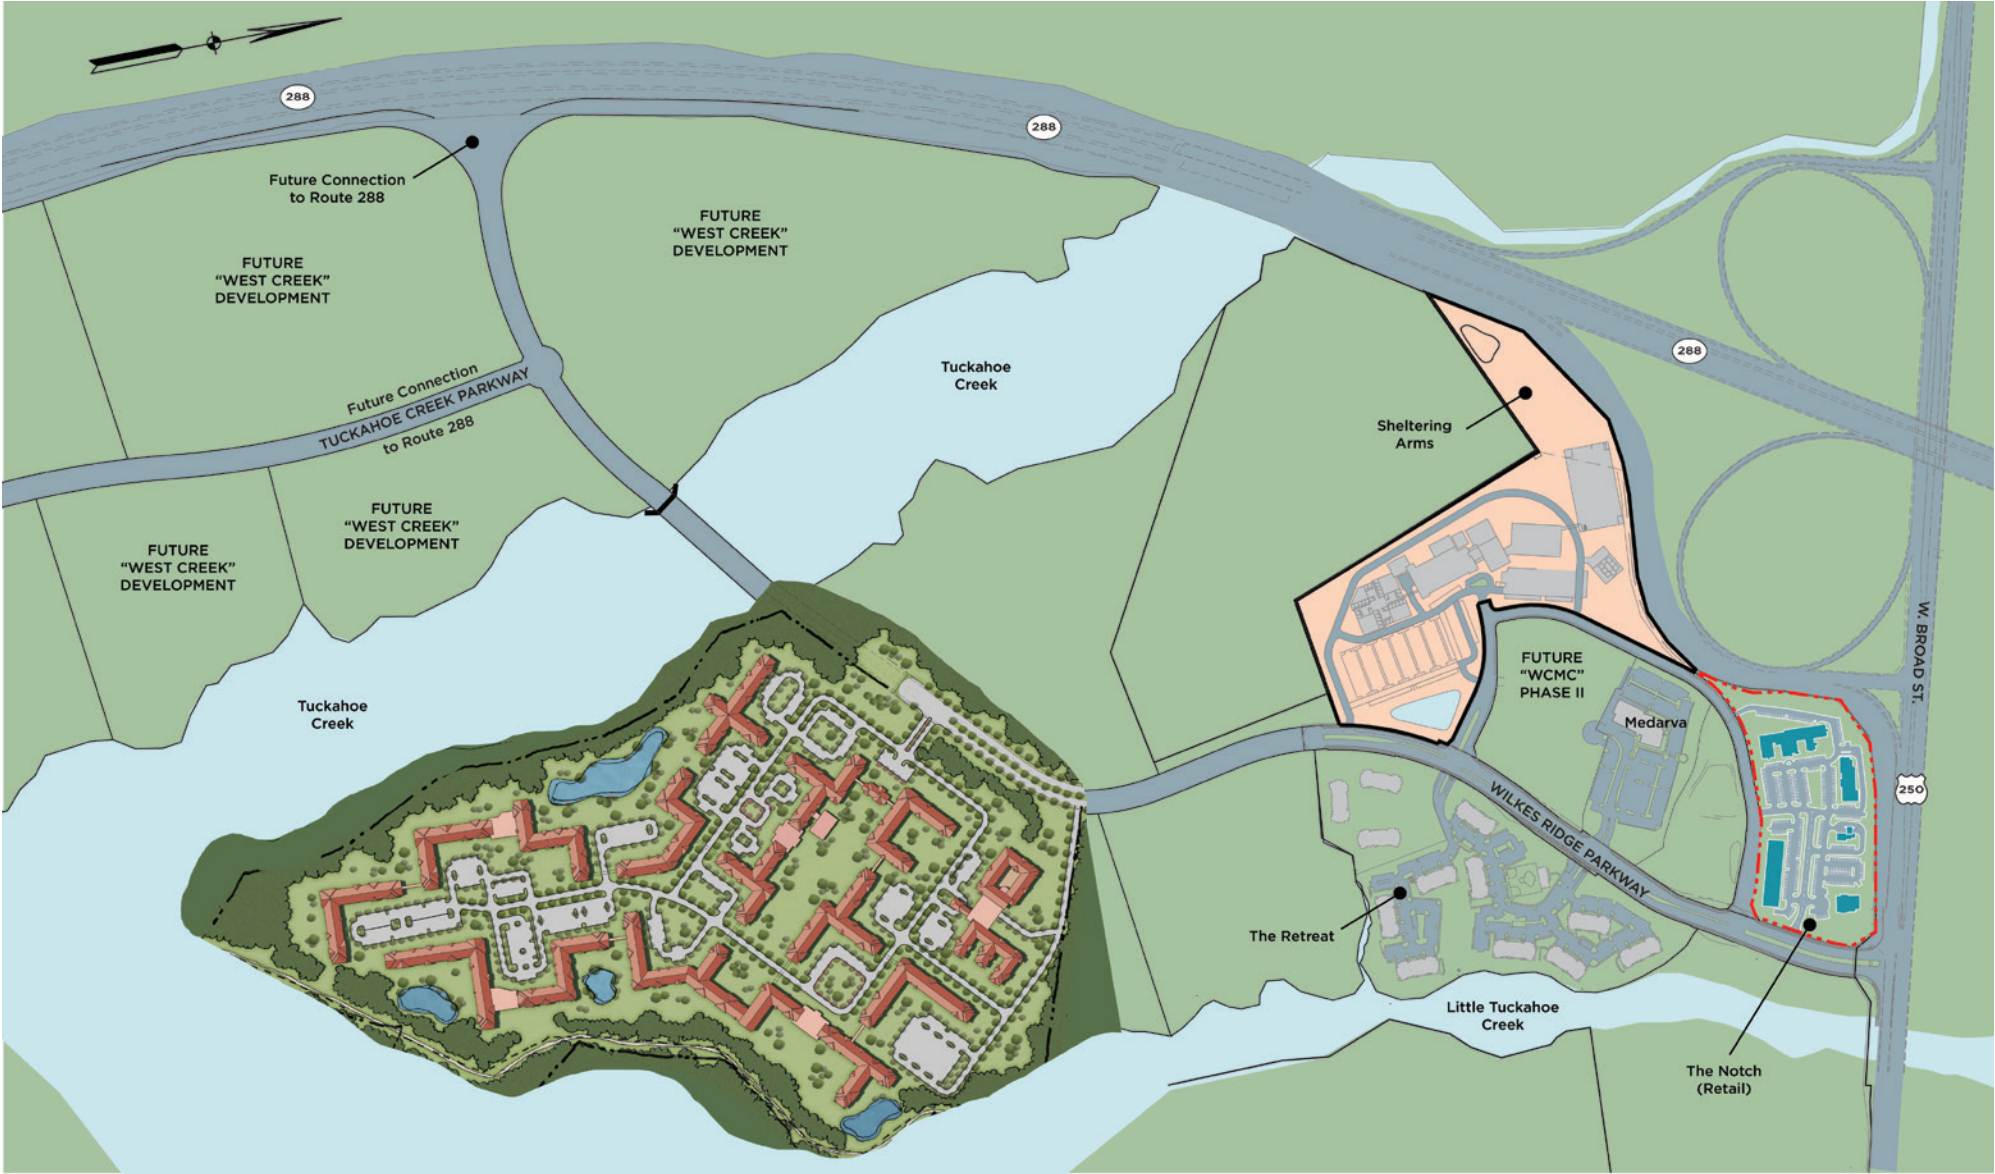 288
288
Future Connection
to Route 288
FUTURE
“WEST CREEK”
DEVELOPMENT
FUTURE
“WEST CREEK”
DEVELOPMENT
288
Tuckahoe
Creek
Future Connection
TUCKAHOE CREEK PARKWAY
to Route 288
Sheltering
Arms
FUTURE
“WEST CREEK”
DEVELOPMENT
FUTURE
“WEST CREEK”
DEVELOPMENT
W. BROAD ST.
FUTURE
“WCMC”
PHASE II
Tuckahoe
Creek
Medarva
250
WILKES RIDGE PARKWAY
The Retreat
Little Tuckahoe
Creek
The Notch
(Retail)